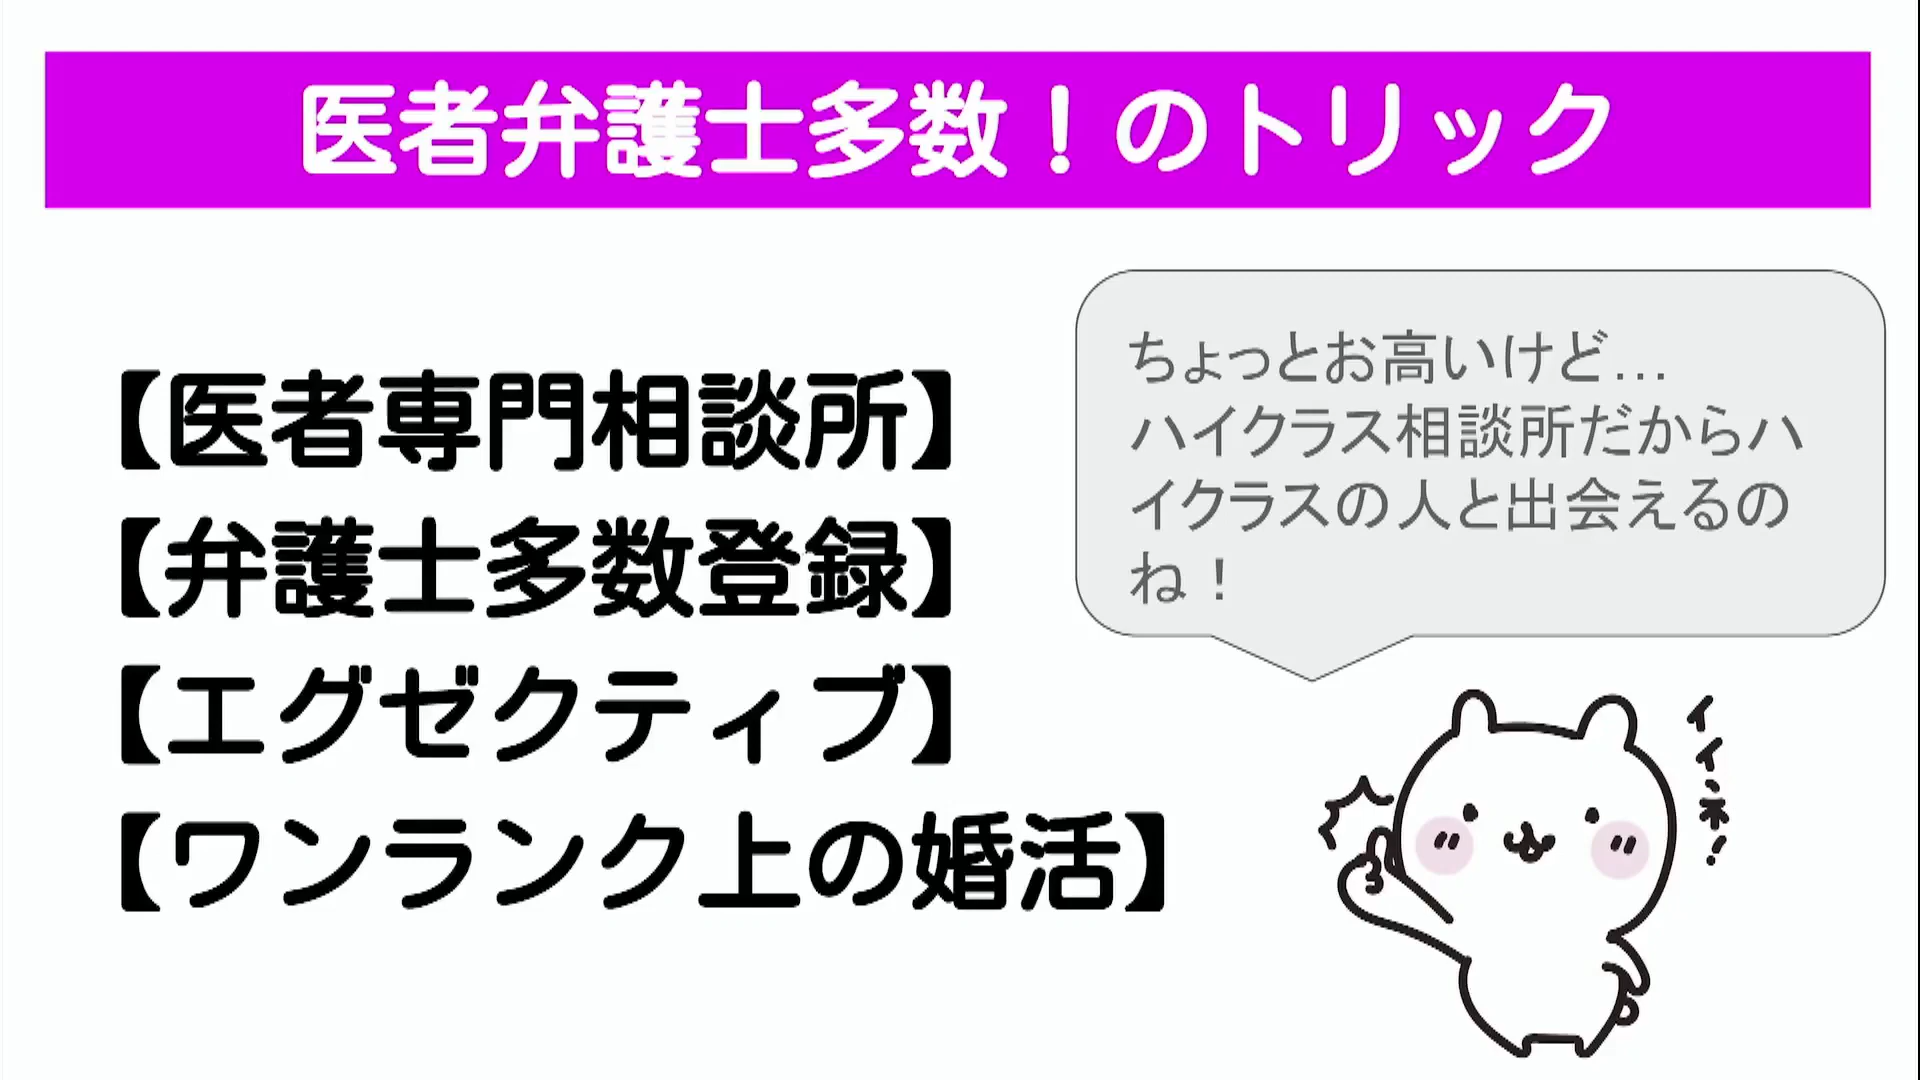 医者弁護士多数！のトリック
【医者専門相談所】
【弁護士多数登録】
【エグゼクティブ】
【ワンランク上の婚活】
ちょっとお高いけど…
ハイクラス相談所だからハ
イクラスの人と出会えるの
ね！
イイネ!